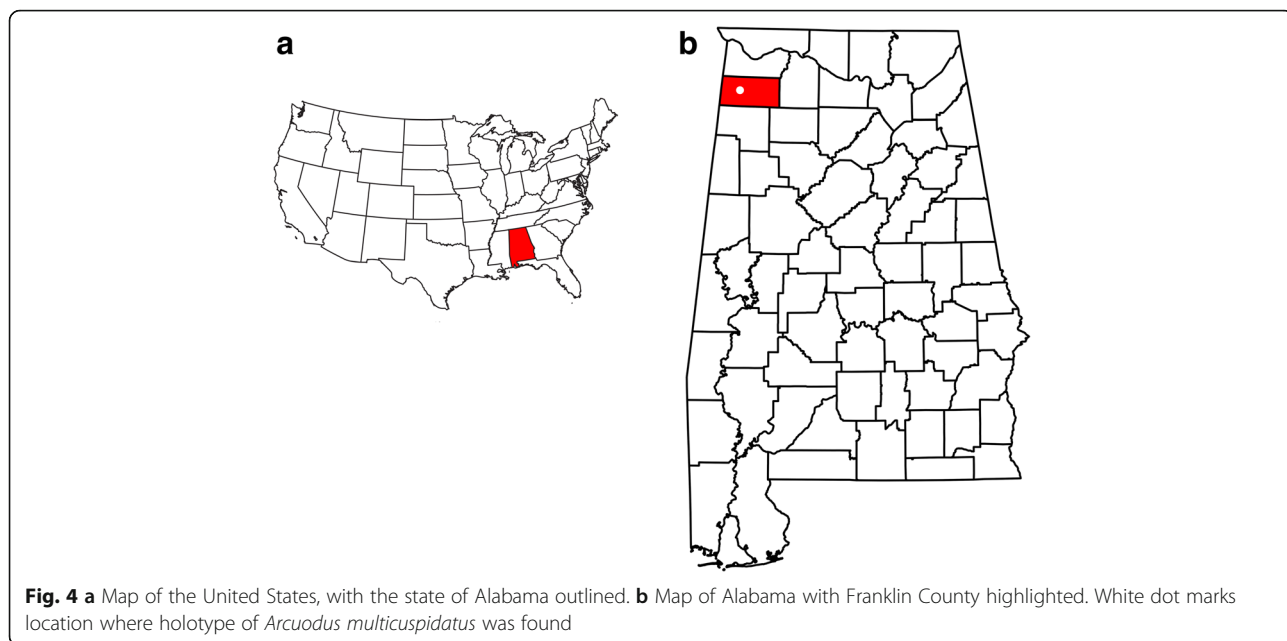 a
b
Fig. 4 a Map of the United States, with the state of Alabama outlined. b Map of Alabama with Franklin County highlighted. White dot marks
location where holotype of Arcuodus multicuspidatus was found